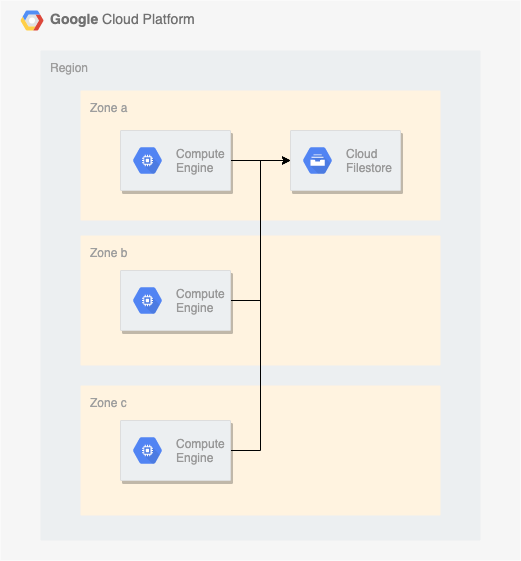 Google Cloud Platform
Region
Zone a
Compute
Engine
Cloud
Filestore
Zone b
Compute
Engine
Zone c
Compute
Engine